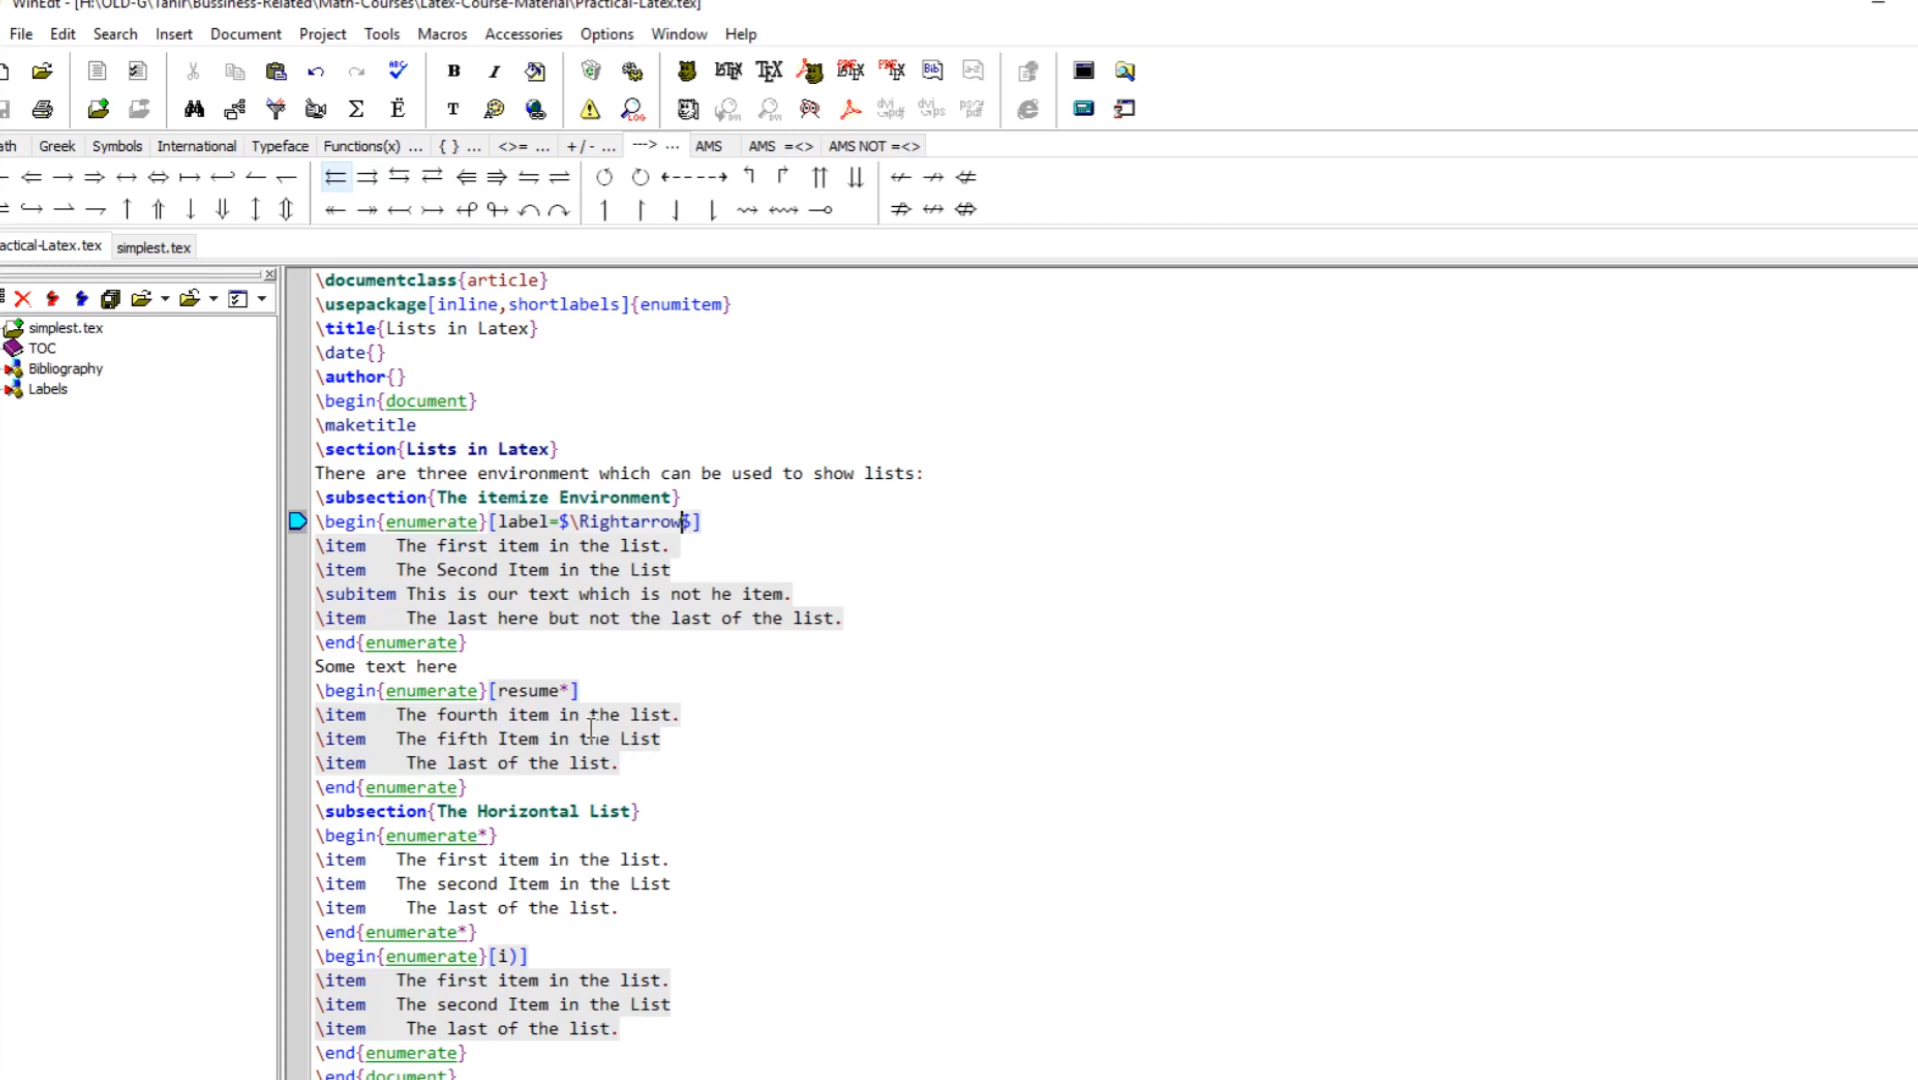 WinEdt - [H:\OLD-G\Tahir\Bussiness-Related\Math-Courses\Latex-Course-Material\Practical-Latex.tex]
File Edit Search Insert Document Project Tools Macros Accessories Options Window Help
ath Greek Symbols International Typeface Functions(x) ... { } ... <>= ... + / - ... ---> ... AMS AMS =<> AMS NOT =<>
actical-Latex.tex simplest.tex
simplest.tex
TOC
Bibliography
Labels
\documentclass{article}
\usepackage[inline,shortlabels]{enumitem}
\title{Lists in Latex}
\date{}
\author{}
\begin{document}
\maketitle
\section{Lists in Latex}
There are three environment which can be used to show lists:
\subsection{The itemize Environment}
\begin{enumerate}[label=$\Rightarrow$]
\item The first item in the list.
\item The Second Item in the List
\subitem This is our text which is not he item.
\item The last here but not the last of the list.
\end{enumerate}
Some text here
\begin{enumerate}[resume*]
\item The fourth item in the list.
\item The fifth Item in the List
\item The last of the list.
\end{enumerate}
\subsection{The Horizontal List}
\begin{enumerate*}
\item The first item in the list.
\item The second Item in the List
\item The last of the list.
\end{enumerate*}
\begin{enumerate}[i)]
\item The first item in the list.
\item The second Item in the List
\item The last of the list.
\end{enumerate}
\end{document}